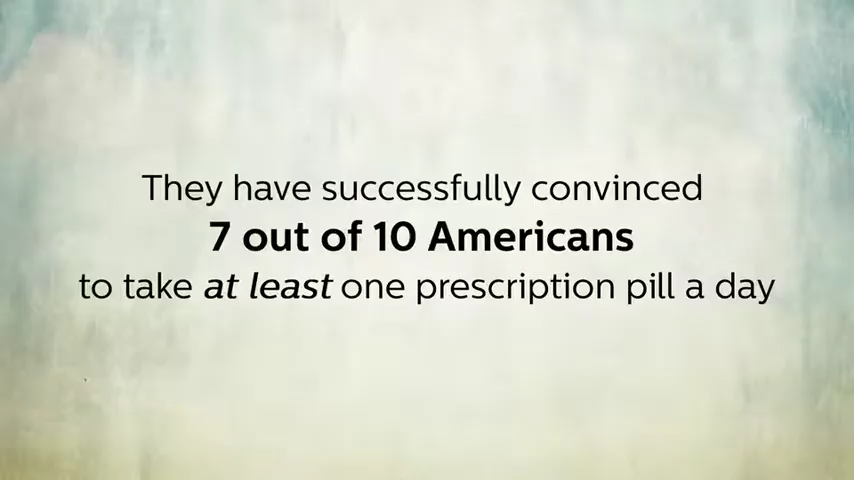 They have successfully convinced
7 out of 10 Americans
to take at least one prescription pill a day